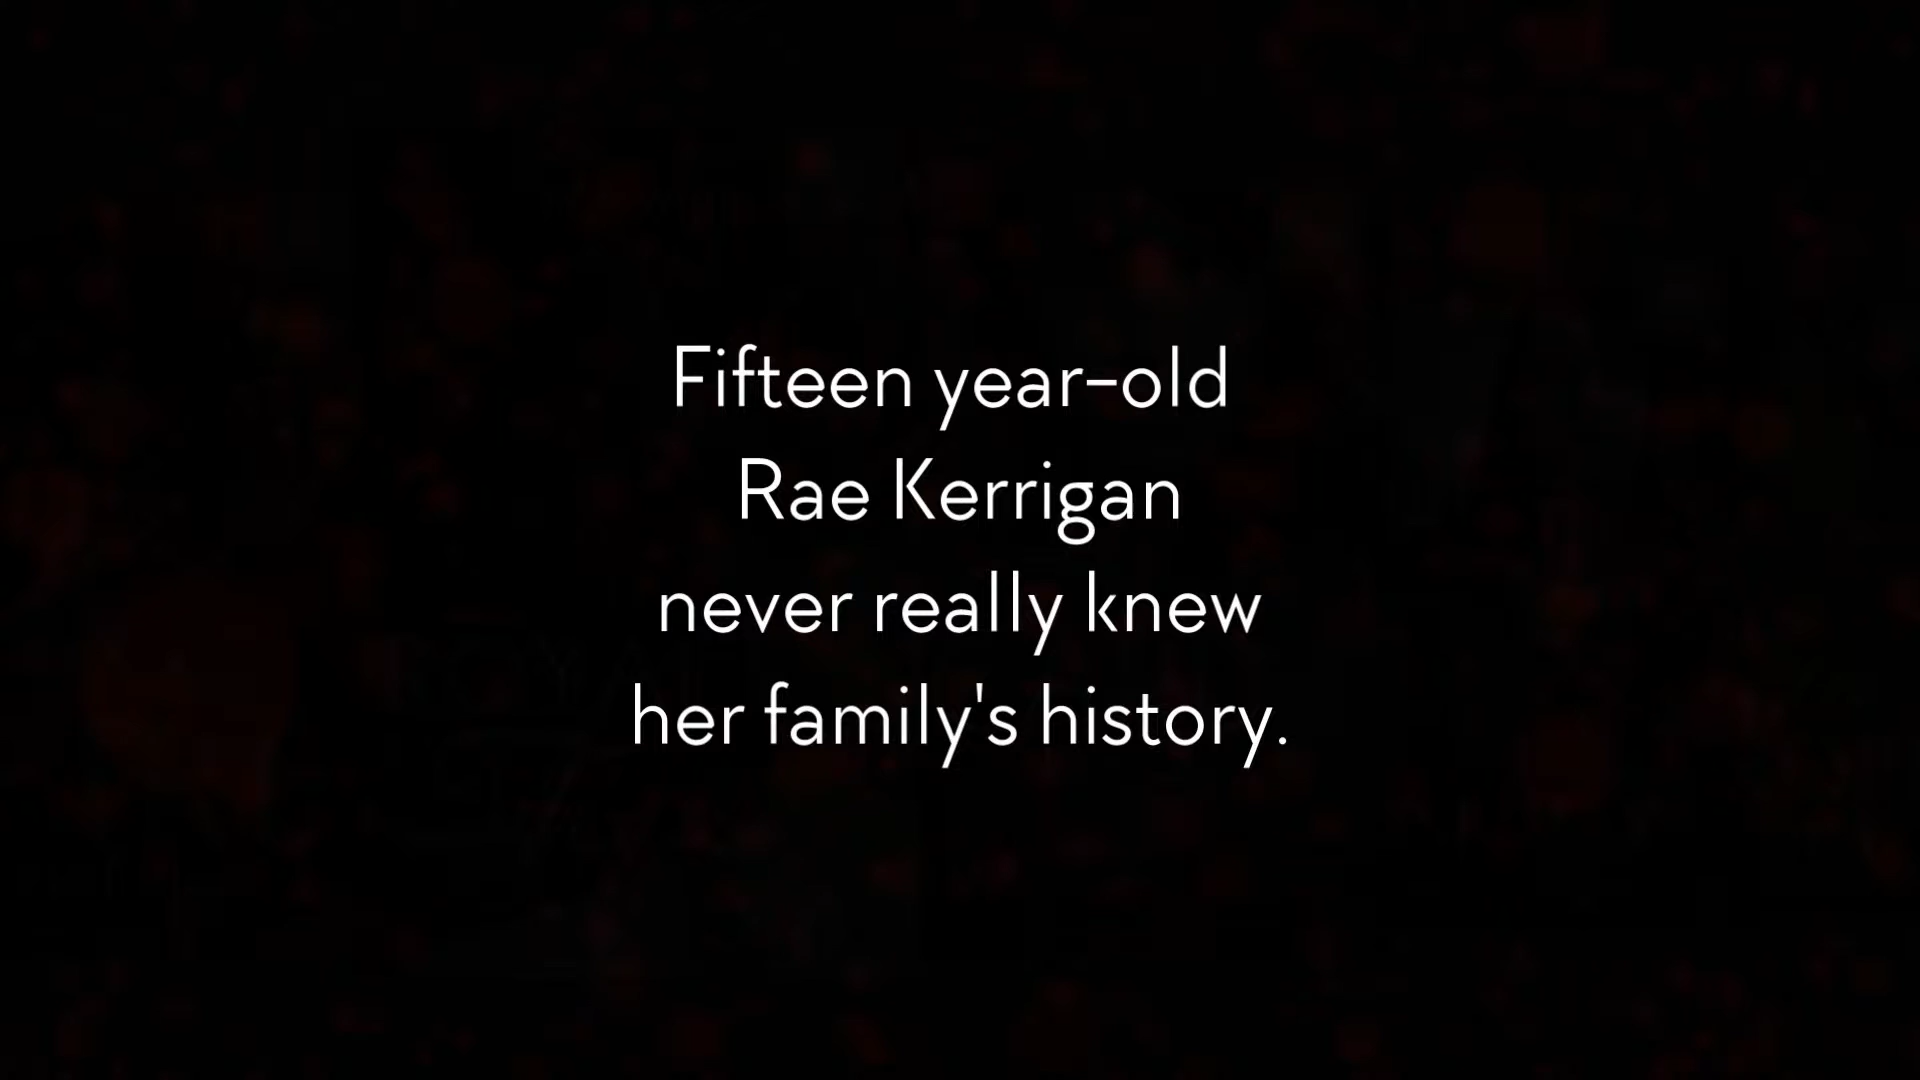 Fifteen year-old
Rae Kerrigan
never really knew
her family's history.